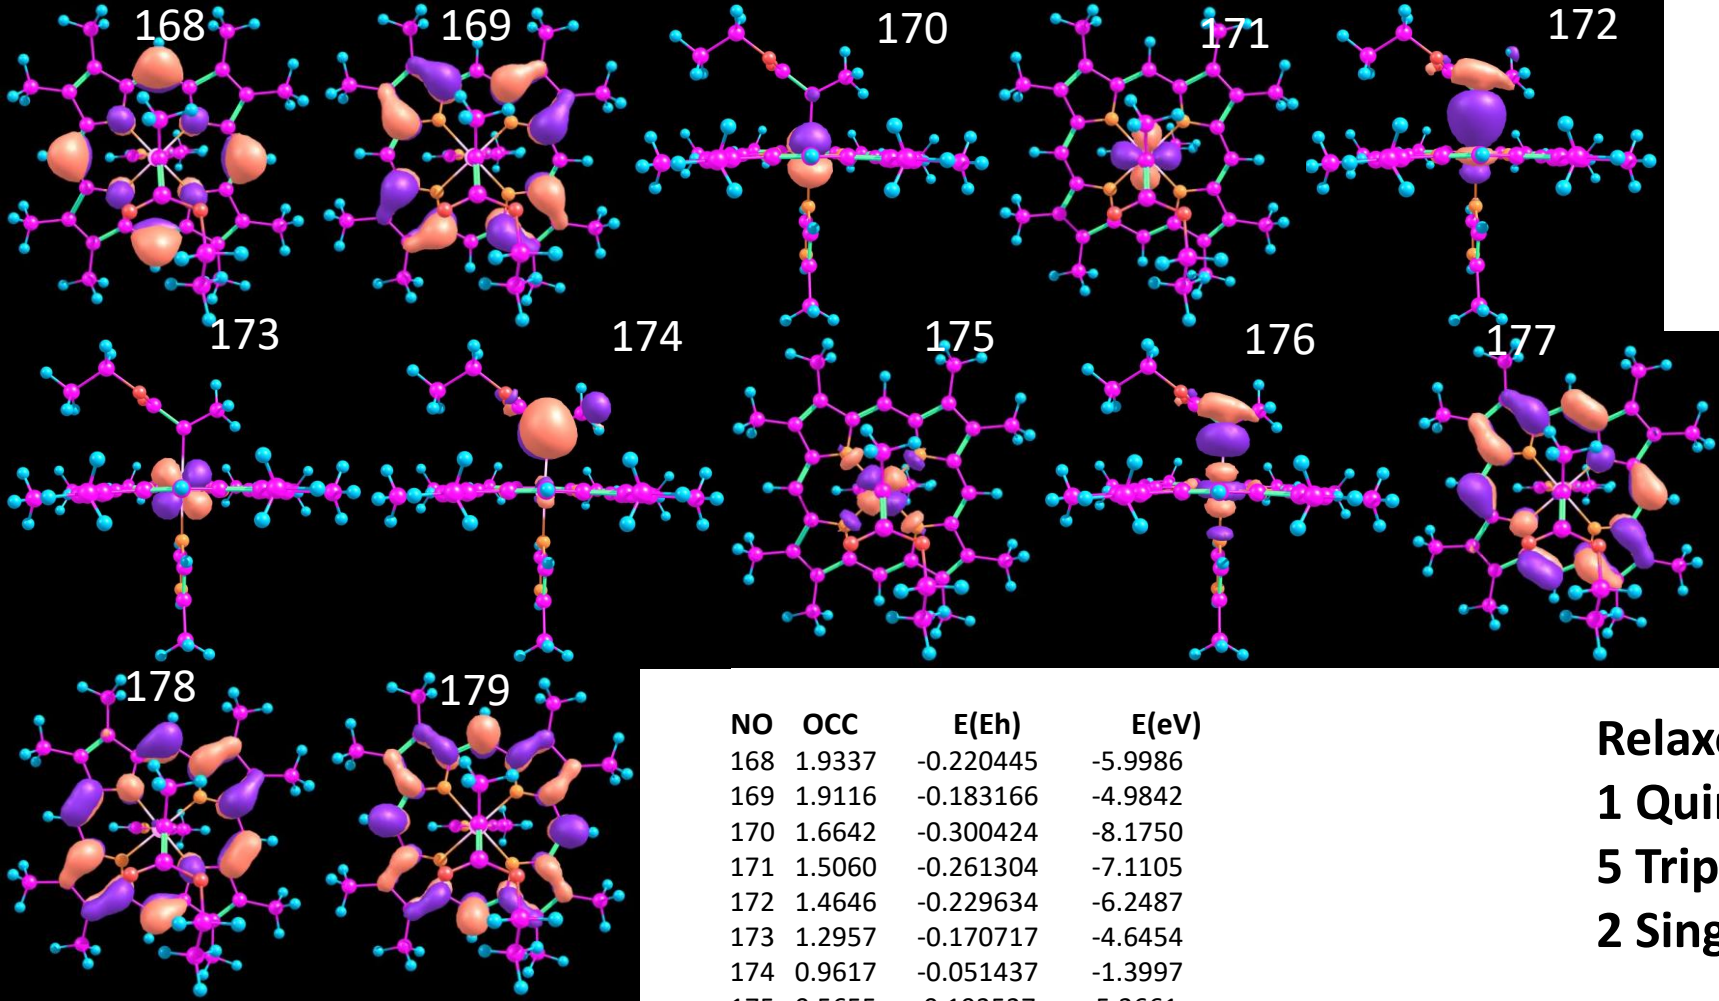 168 169 170 171 172
173 174 175 176 177
178 179
NO OCC E(Eh) E(eV)
168 1.9337 -0.220445 -5.9986
169 1.9116 -0.183166 -4.9842
170 1.6642 -0.300424 -8.1750
171 1.5060 -0.261304 -7.1105
172 1.4646 -0.229634 -6.2487
173 1.2957 -0.170717 -4.6454
174 0.9617 -0.051437 -1.3997
1 
5 
2